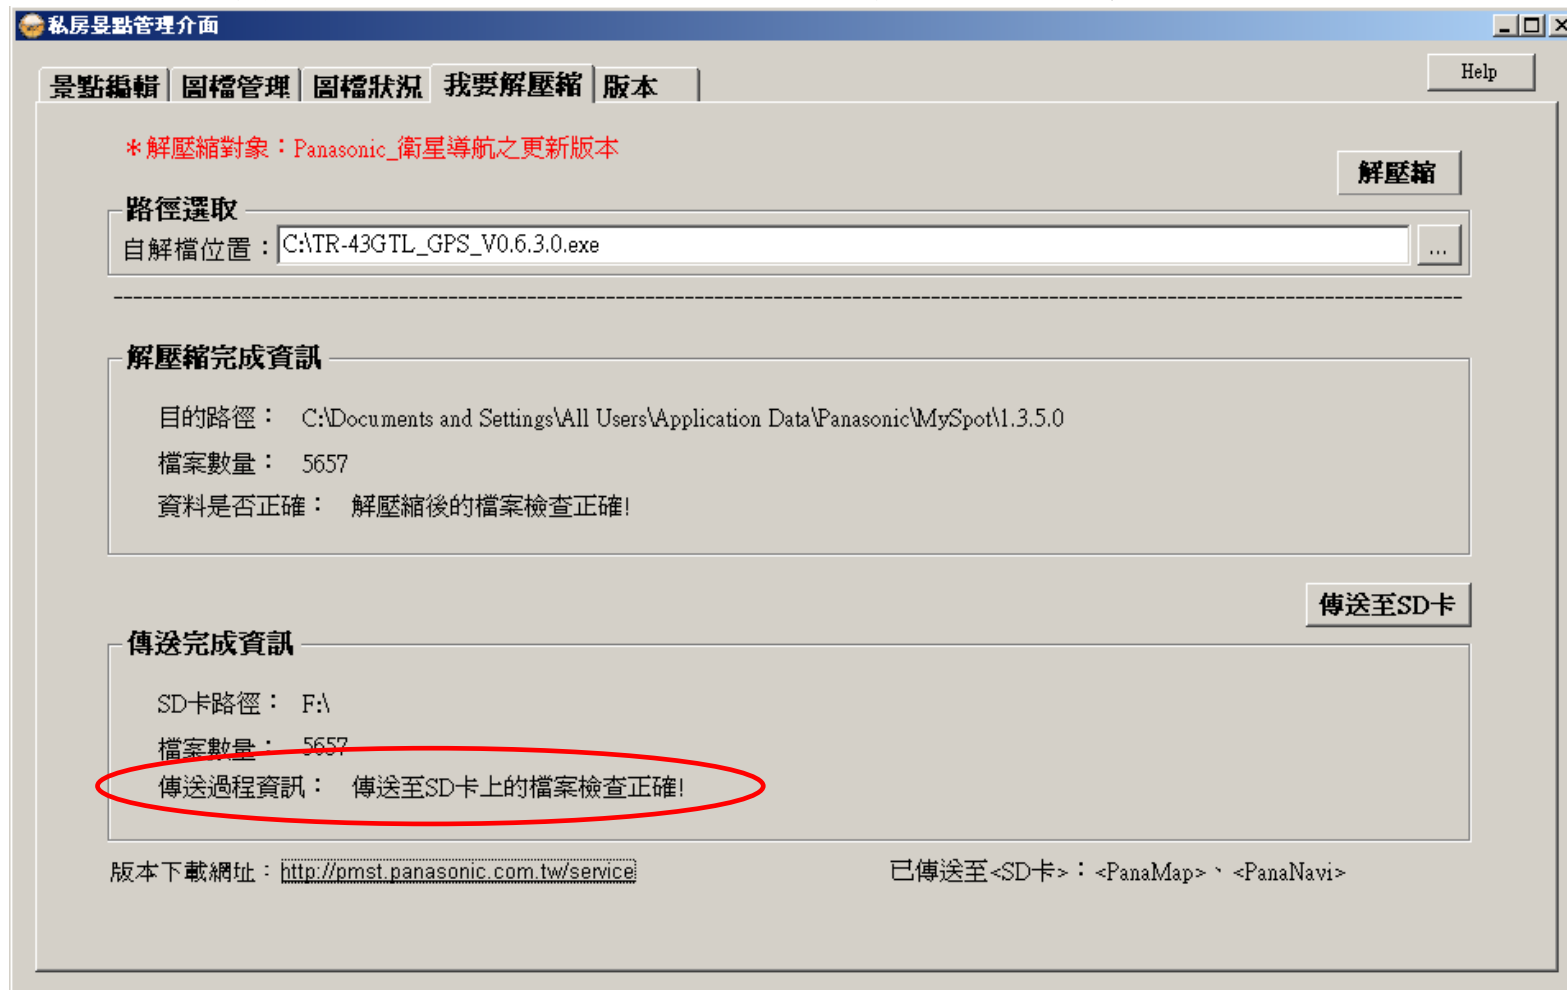 私房景點管理介面
景點編輯 圖檔管理 圖檔狀況 我要解壓縮 版本
Help
*解壓縮對象：Panasonic_衛星導航之更新版本
解壓縮
路徑選取
自解檔位置： C:\TR-43GTL_GPS_V0.6.3.0.exe ...
解壓縮完成資訊
目的路徑： C:\Documents and Settings\All Users\Application Data\Panasonic\MySpot\1.3.5.0
檔案數量： 5657
資料是否正確： 解壓縮後的檔案檢查正確!
傳送至SD卡
傳送完成資訊
SD卡路徑： F:\
檔案數量： 5657
傳送過程資訊： 傳送至SD卡上的檔案檢查正確!
版本下載網址：http://pmst.panasonic.com.tw/service 已傳送至<SD卡>：<PanaMap>、<PanaNavi>